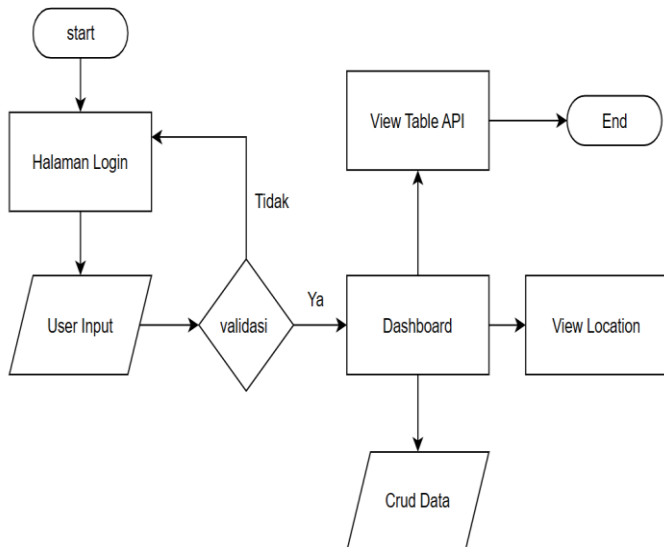 start
Halaman Login
User Input
validasi
Tidak
Ya
Dashboard
View Table API
End
View Location
Crud Data